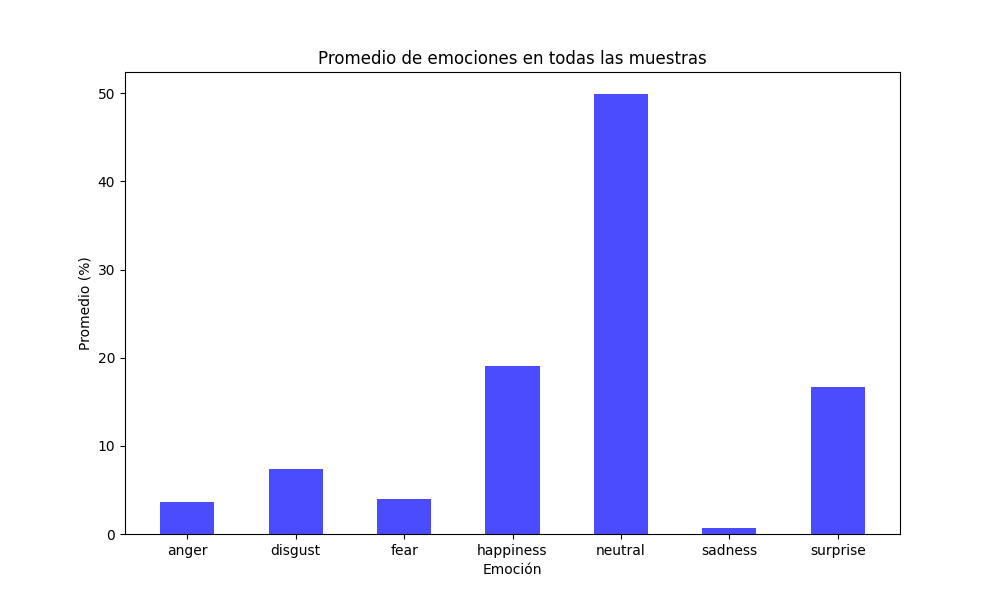 Promedio de emociones en todas las muestras
Promedio (%)
50
40
30
20
10
0
anger disgust fear happiness neutral sadness surprise
Emoción